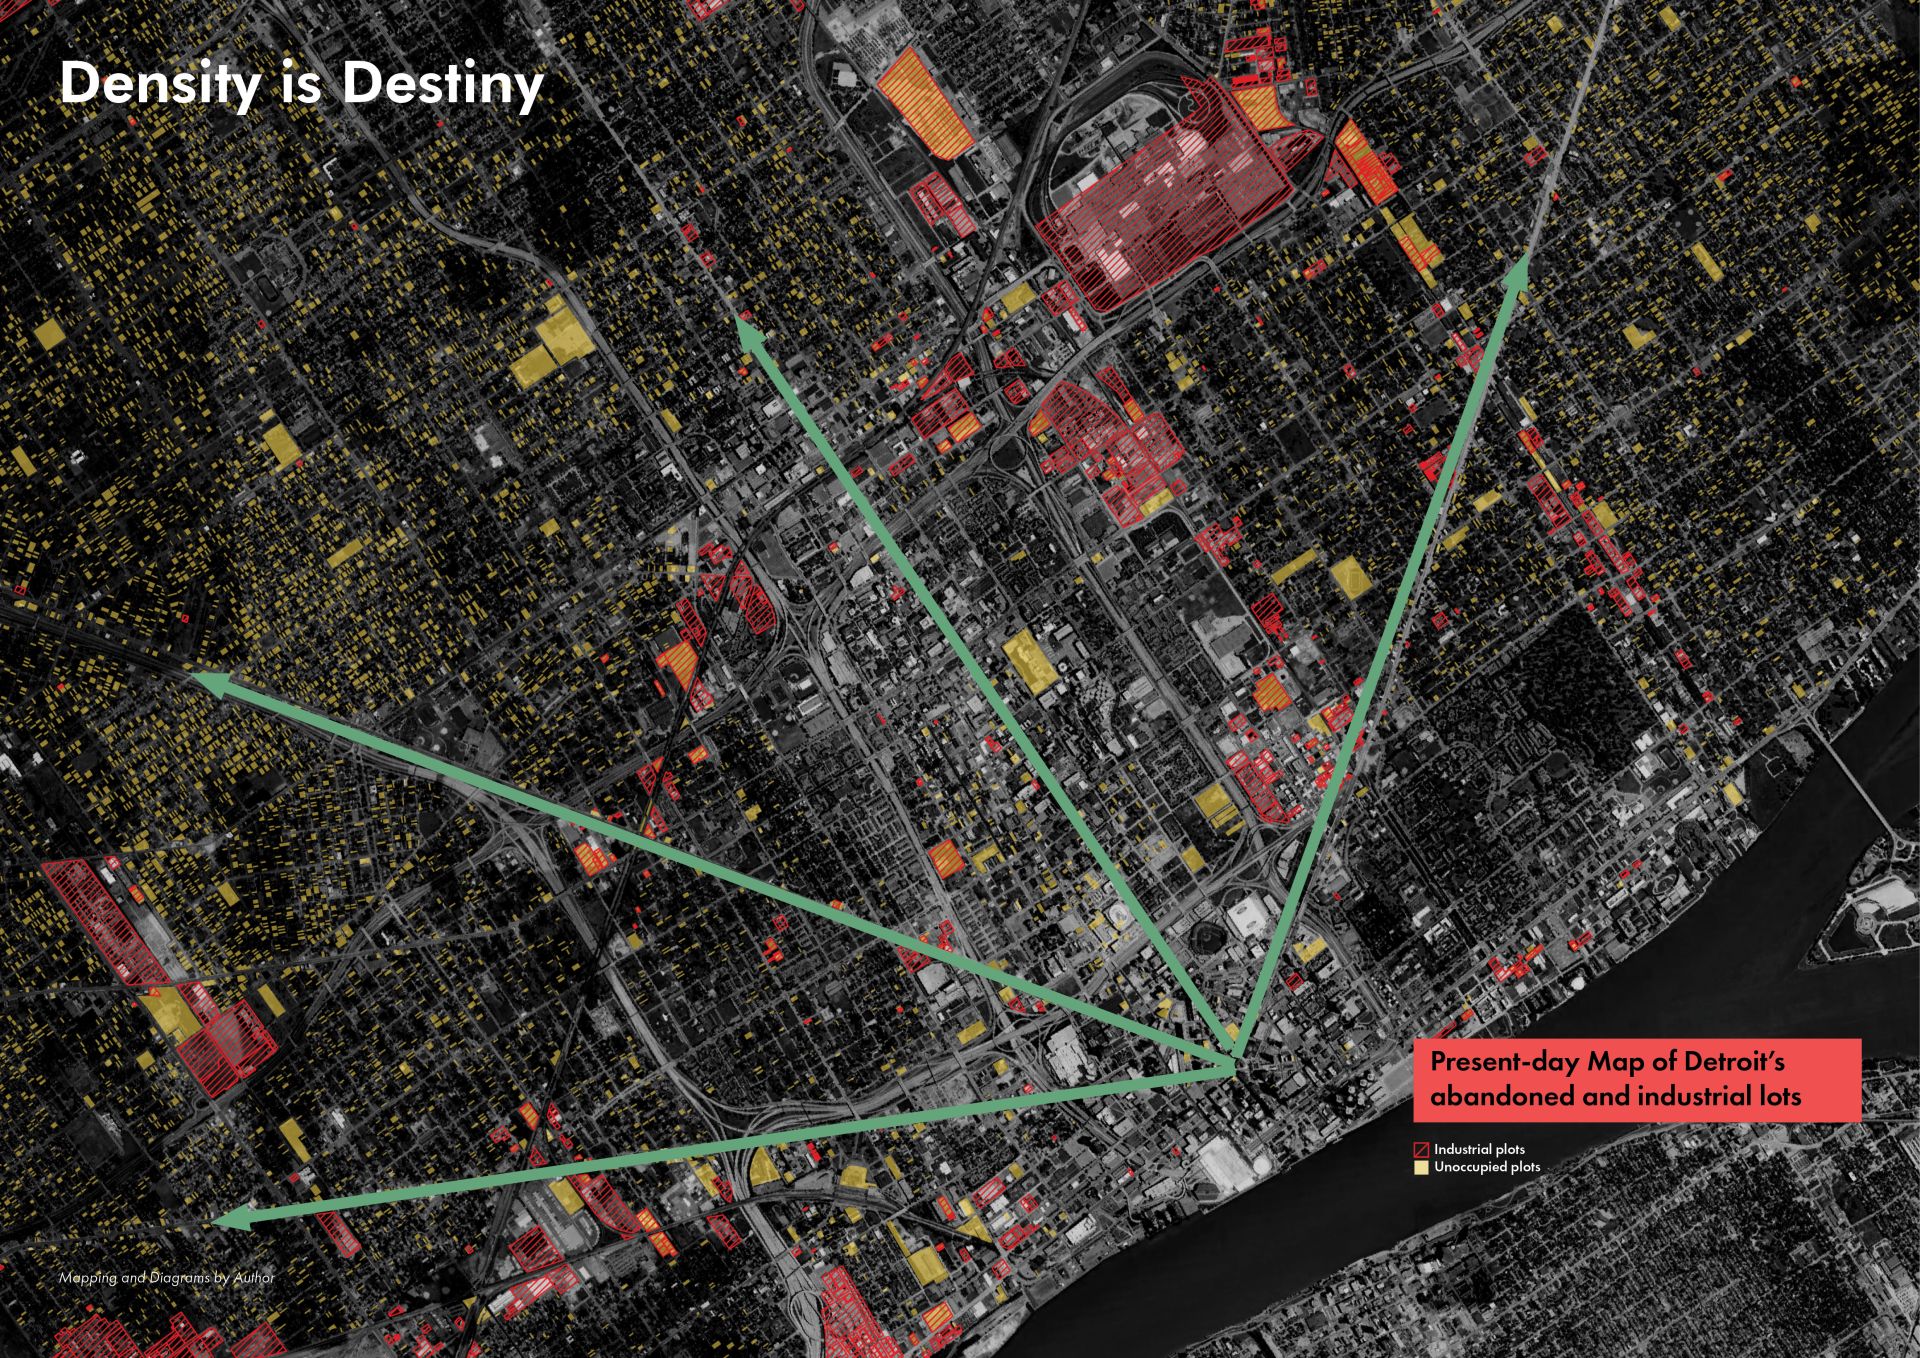 Density is Destiny
Present-day Map of Detroit's
abandoned and industrial lots
Industrial plots
Unoccupied plots
Mapping and Diagrams by Author